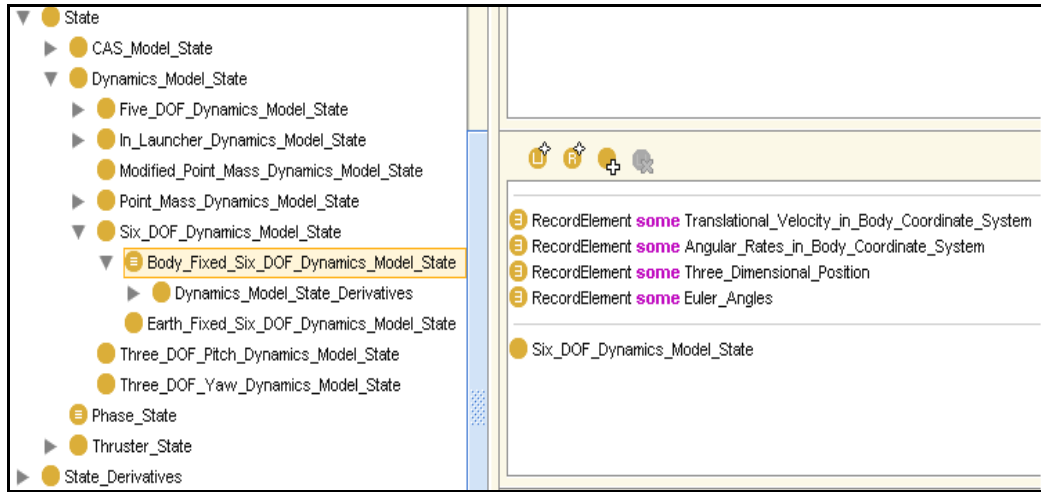 State
CAS_Model_State
Dynamics_Model_State
Five_DOF_Dynamics_Model_State
In_Launcher_Dynamics_Model_State
Modified_Point_Mass_Dynamics_Model_State
Point_Mass_Dynamics_Model_State
Six_DOF_Dynamics_Model_State
Body_Fixed_Six_DOF_Dynamics_Model_State
Dynamics_Model_State_Derivatives
Earth_Fixed_Six_DOF_Dynamics_Model_State
Three_DOF_Pitch_Dynamics_Model_State
Three_DOF_Yaw_Dynamics_Model_State
Phase_State
Thruster_State
State_Derivatives
L R
RecordElement some Translational_Velocity_in_Body_Coordinate_System
RecordElement some Angular_Rates_in_Body_Coordinate_System
RecordElement some Three_Dimensional_Position
RecordElement some Euler_Angles
Six_DOF_Dynamics_Model_State